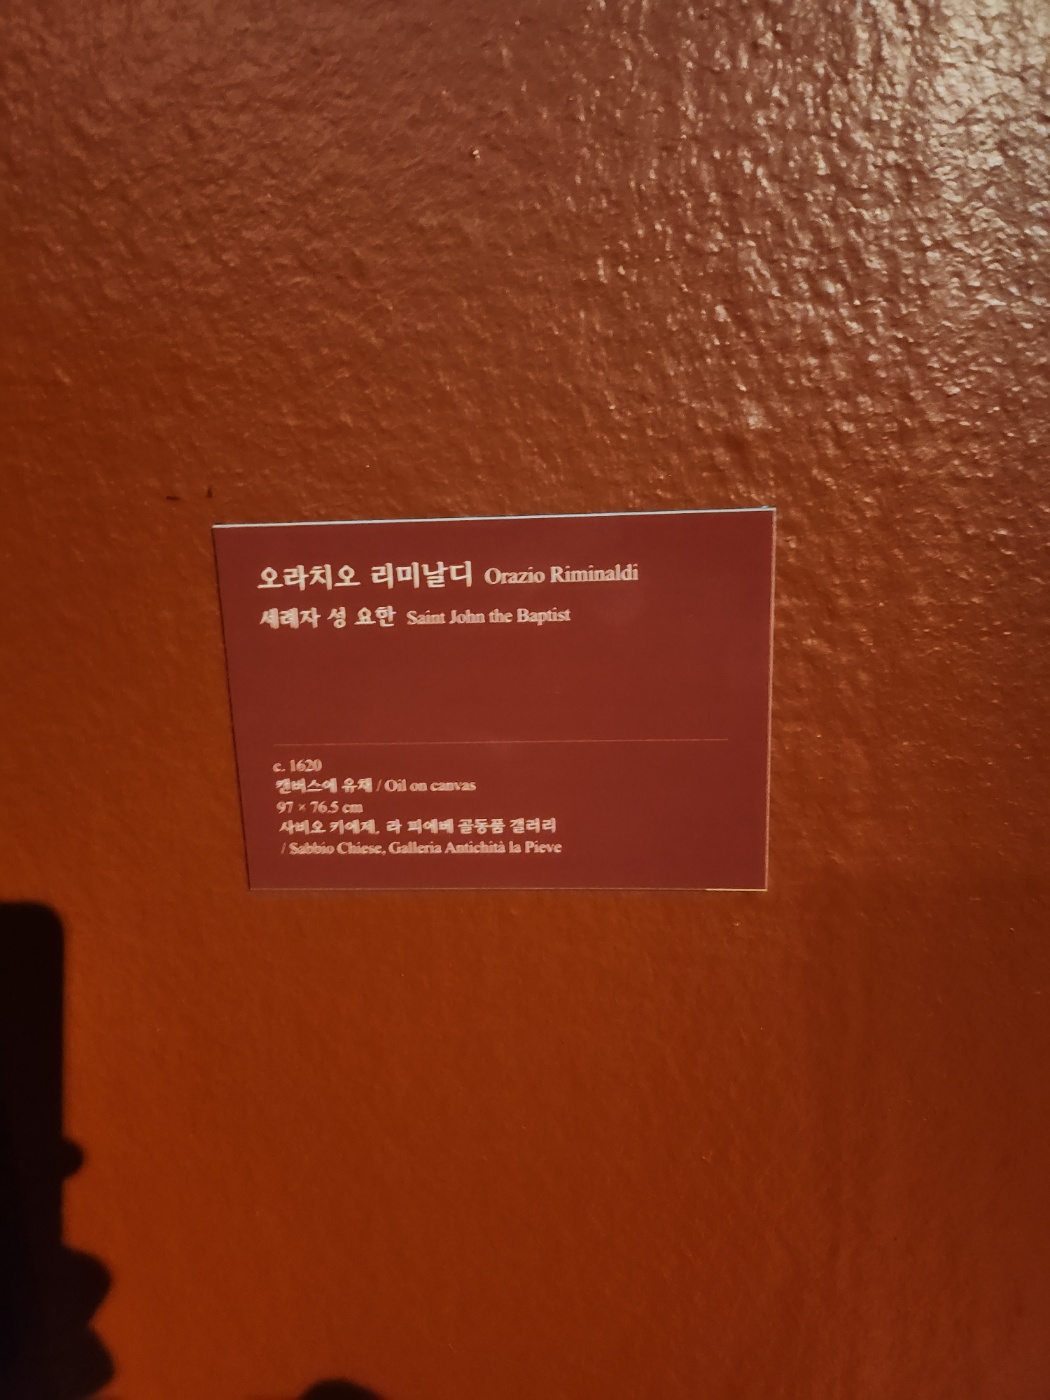 오라치오 리미날디 Orazio Riminaldi
세례자 성 요한 Saint John the Baptist
c. 1620
캔버스에 유채 / Oil on canvas
97 × 76.5 cm
사비오 키에제, 라 피에베 골동품 갤러리
/ Sabbio Chiese, Galleria Antichità la Pieve